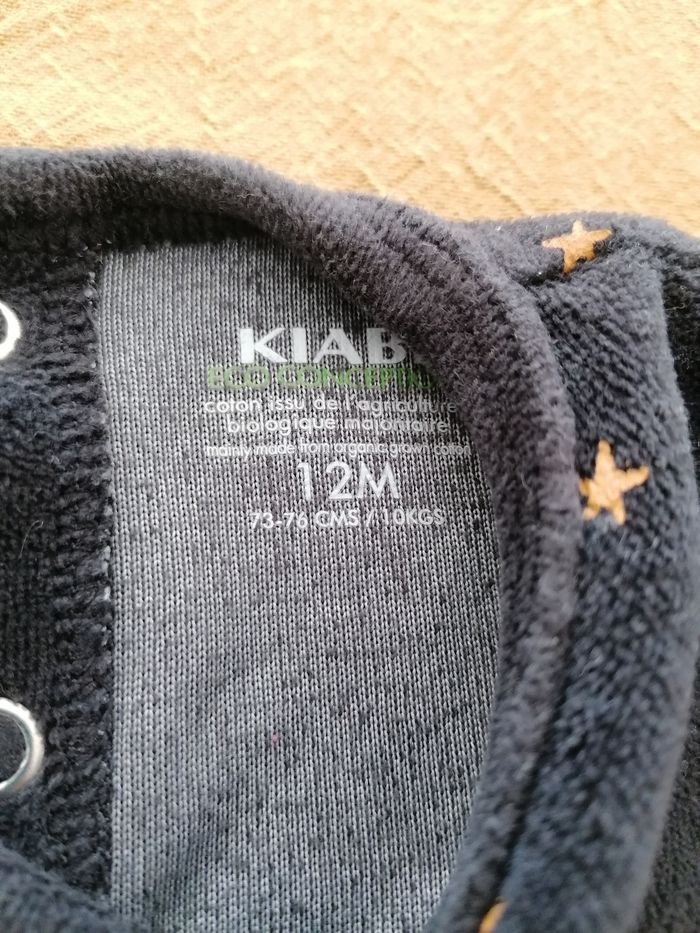 KIABI
ECO CONCEPTION
coton issu de l'agriculture
biologique majoritaire
mainly made from organic grown cotton
12M
73-76 CMS / 10KGS